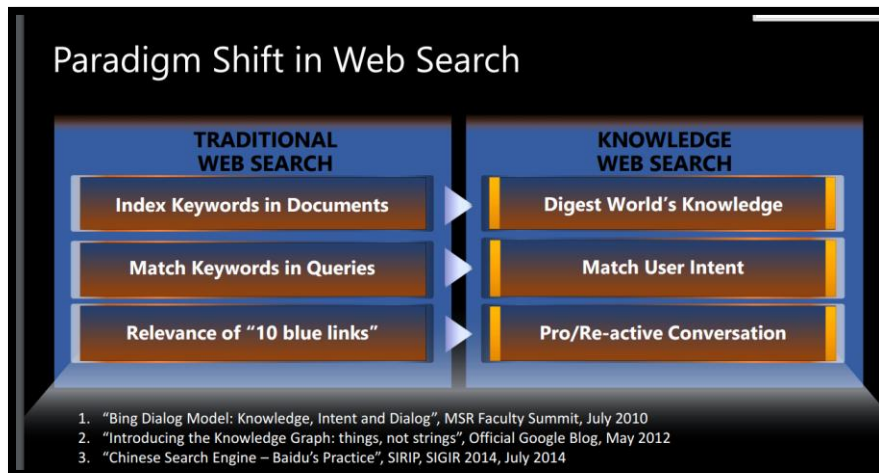 Paradigm Shift in Web Search
TRADITIONAL
WEB SEARCH
Index Keywords in Documents
Match Keywords in Queries
Relevance of “10 blue links”
KNOWLEDGE
WEB SEARCH
Digest World’s Knowledge
Match User Intent
Pro/Re-active Conversation
1. “Bing Dialog Model: Knowledge, Intent and Dialog”, MSR Faculty Summit, July 2010
2. “Introducing the Knowledge Graph: things, not strings”, Official Google Blog, May 2012
3. “Chinese Search Engine – Baidu’s Practice”, SIRIP, SIGIR 2014, July 2014